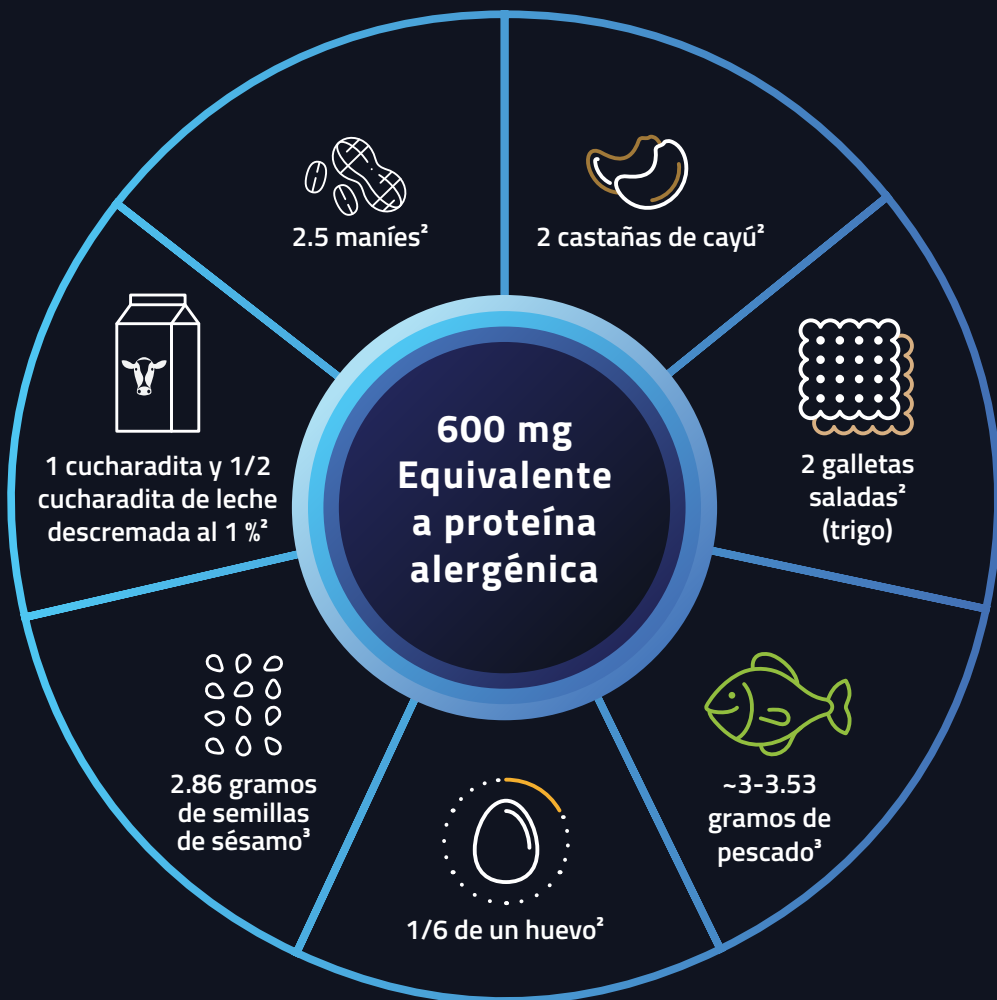 600 mg
Equivalente
a proteína
alergénica
2.5 maníes²
2 castañas de cayú²
2 galletas
saladas²
(trigo)
~3-3.53
gramos de
pescado³
1/6 de un huevo²
2.86 gramos
de semillas
de sésamo³
1 cucharadita y 1/2
cucharadita de leche
descremada al 1 %²